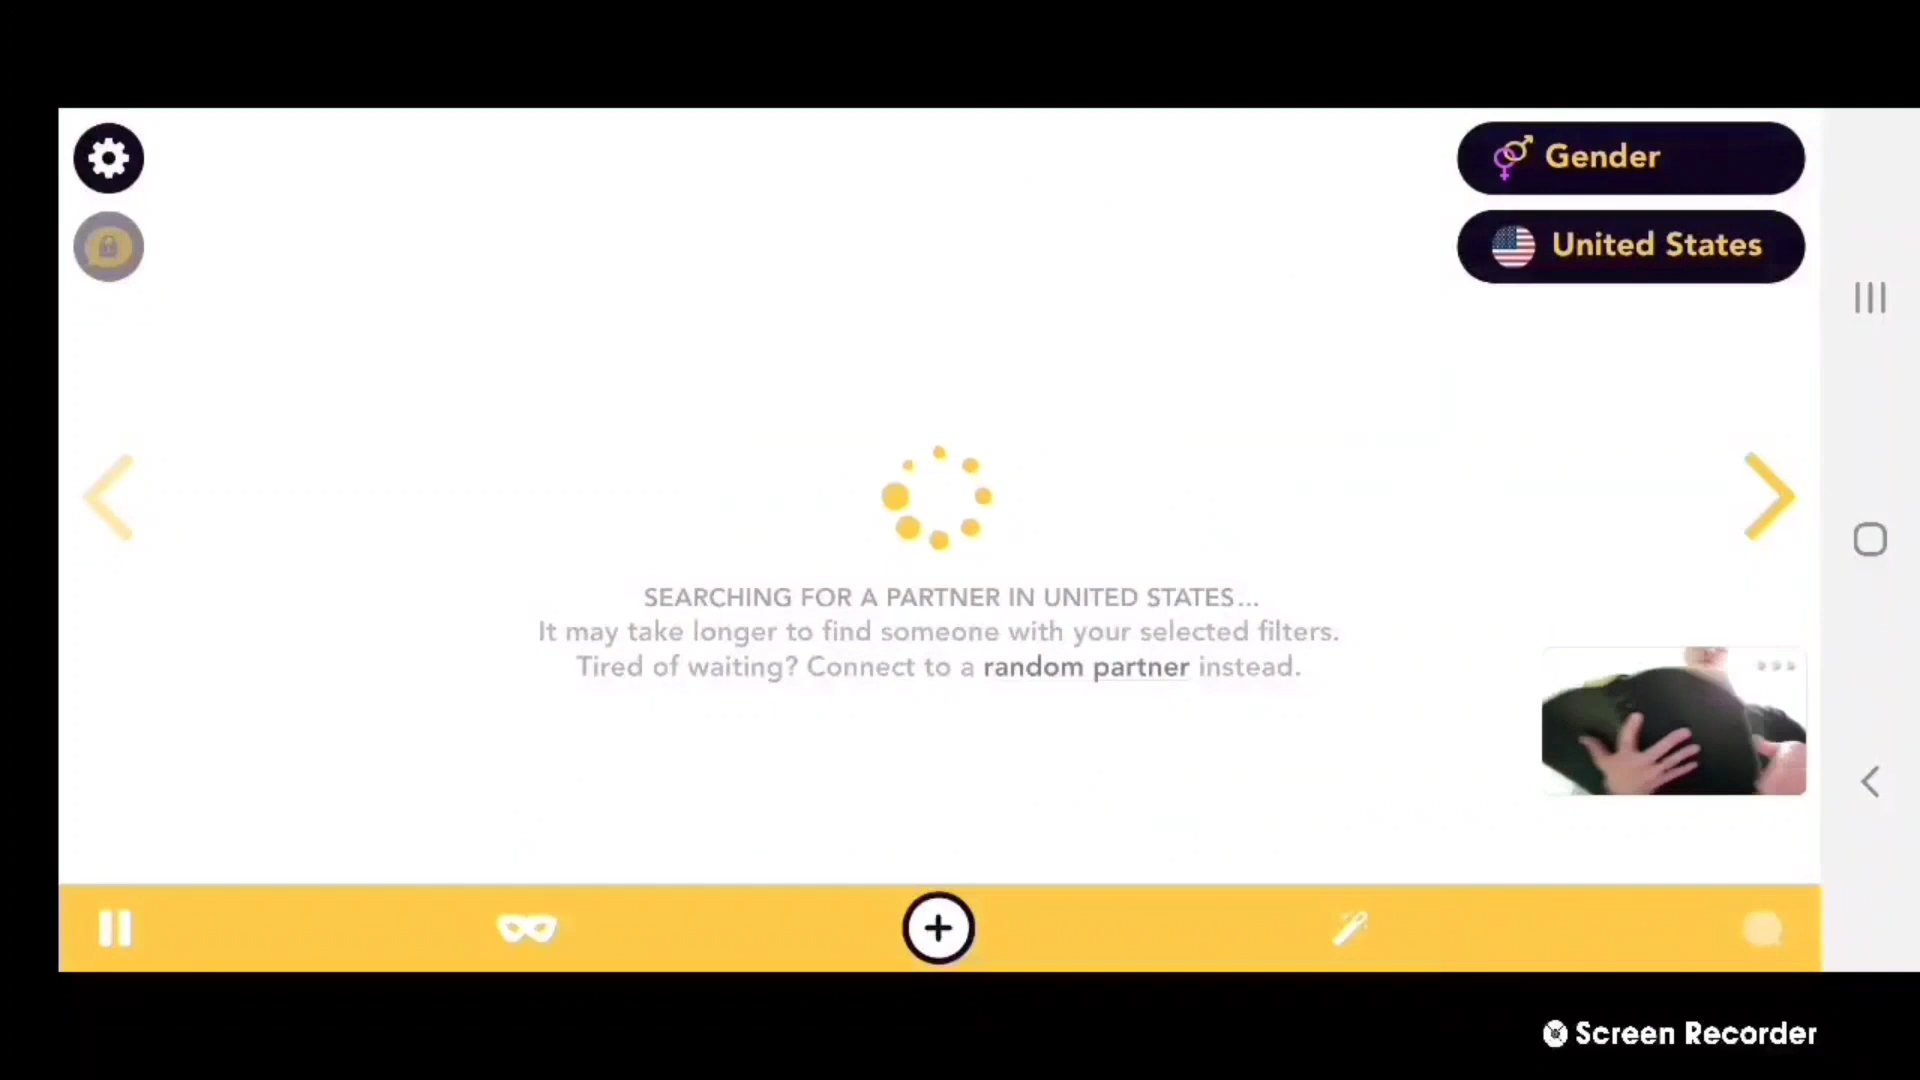 Gender
United States
SEARCHING FOR A PARTNER IN UNITED STATES...
It may take longer to find someone with your selected filters.
Tired of waiting? Connect to a random partner instead.
Screen Recorder